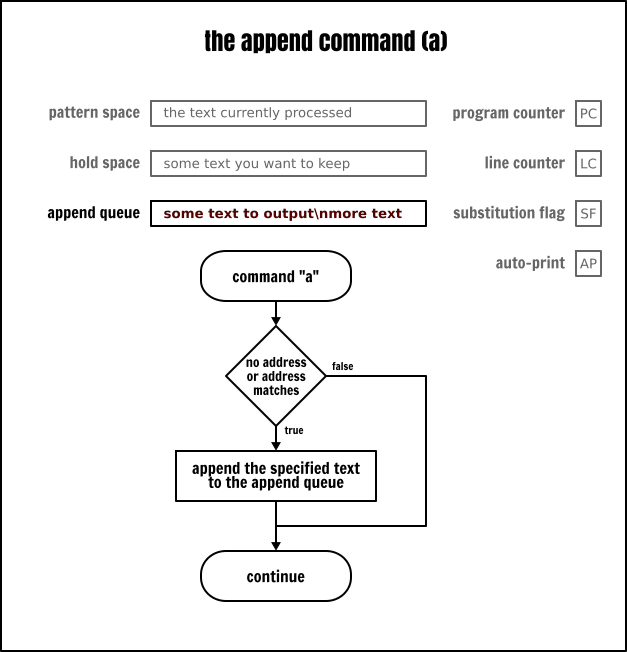 the append command (a)
pattern space
the text currently processed
program counter
PC
hold space
some text you want to keep
line counter
LC
append queue
some text to output\nmore text
substitution flag
SF
auto-print
AP
command "a"
no address
or address
matches
false
true
append the specified text
to the append queue
continue